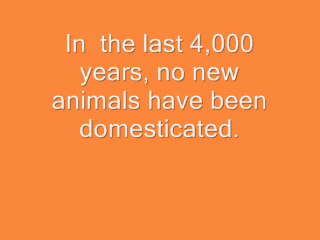 In  the last 4,000
years, no new
animals have been
domesticated.